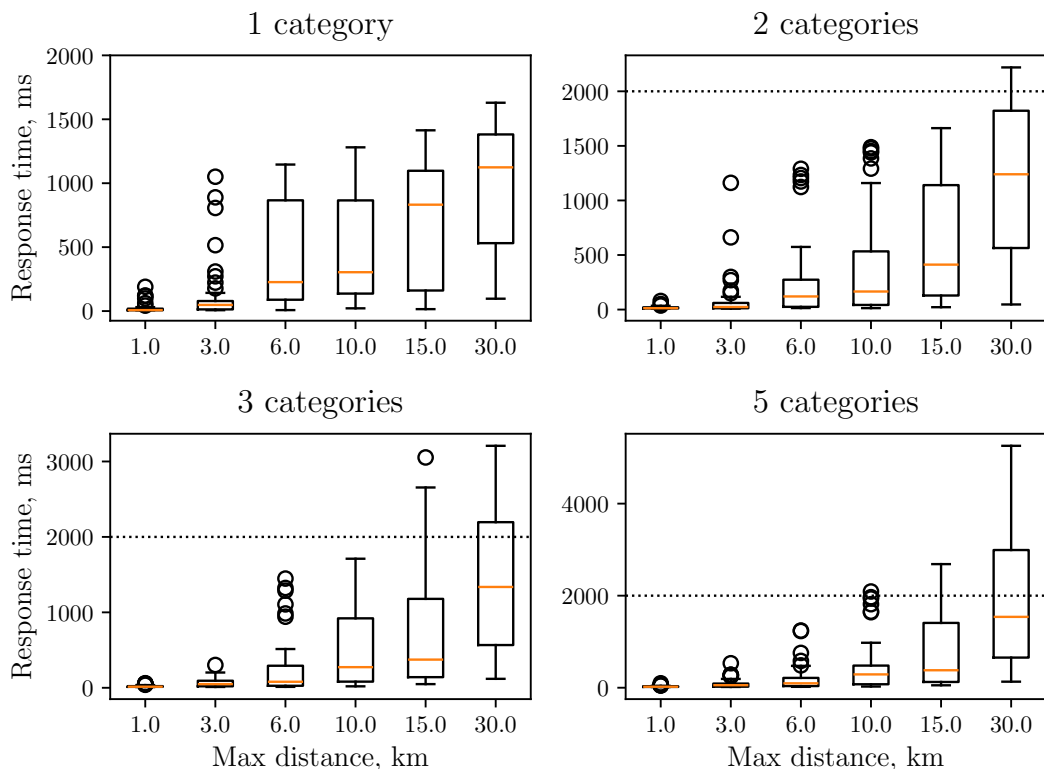 1 category
2 categories
Response time, ms
2000
1500
1000
500
0
2000
1500
1000
500
0
1.0 3.0 6.0 10.0 15.0 30.0
1.0 3.0 6.0 10.0 15.0 30.0
3 categories
5 categories
Response time, ms
3000
2000
1000
0
4000
2000
0
1.0 3.0 6.0 10.0 15.0 30.0
1.0 3.0 6.0 10.0 15.0 30.0
Max distance, km
Max distance, km